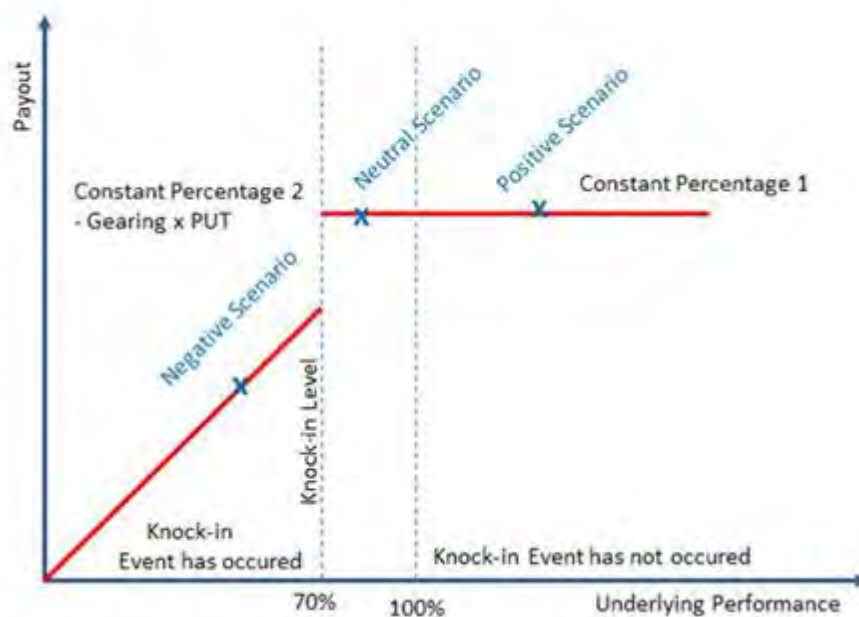 Payout
Neutral Scenario
Positive Scenario
Constant Percentage 2
- Gearing x PUT
Constant Percentage 1
Negative Scenario
Knock-in Level
Knock-in
Event has occured
Knock-in Event has not occured
70%
100%
Underlying Performance